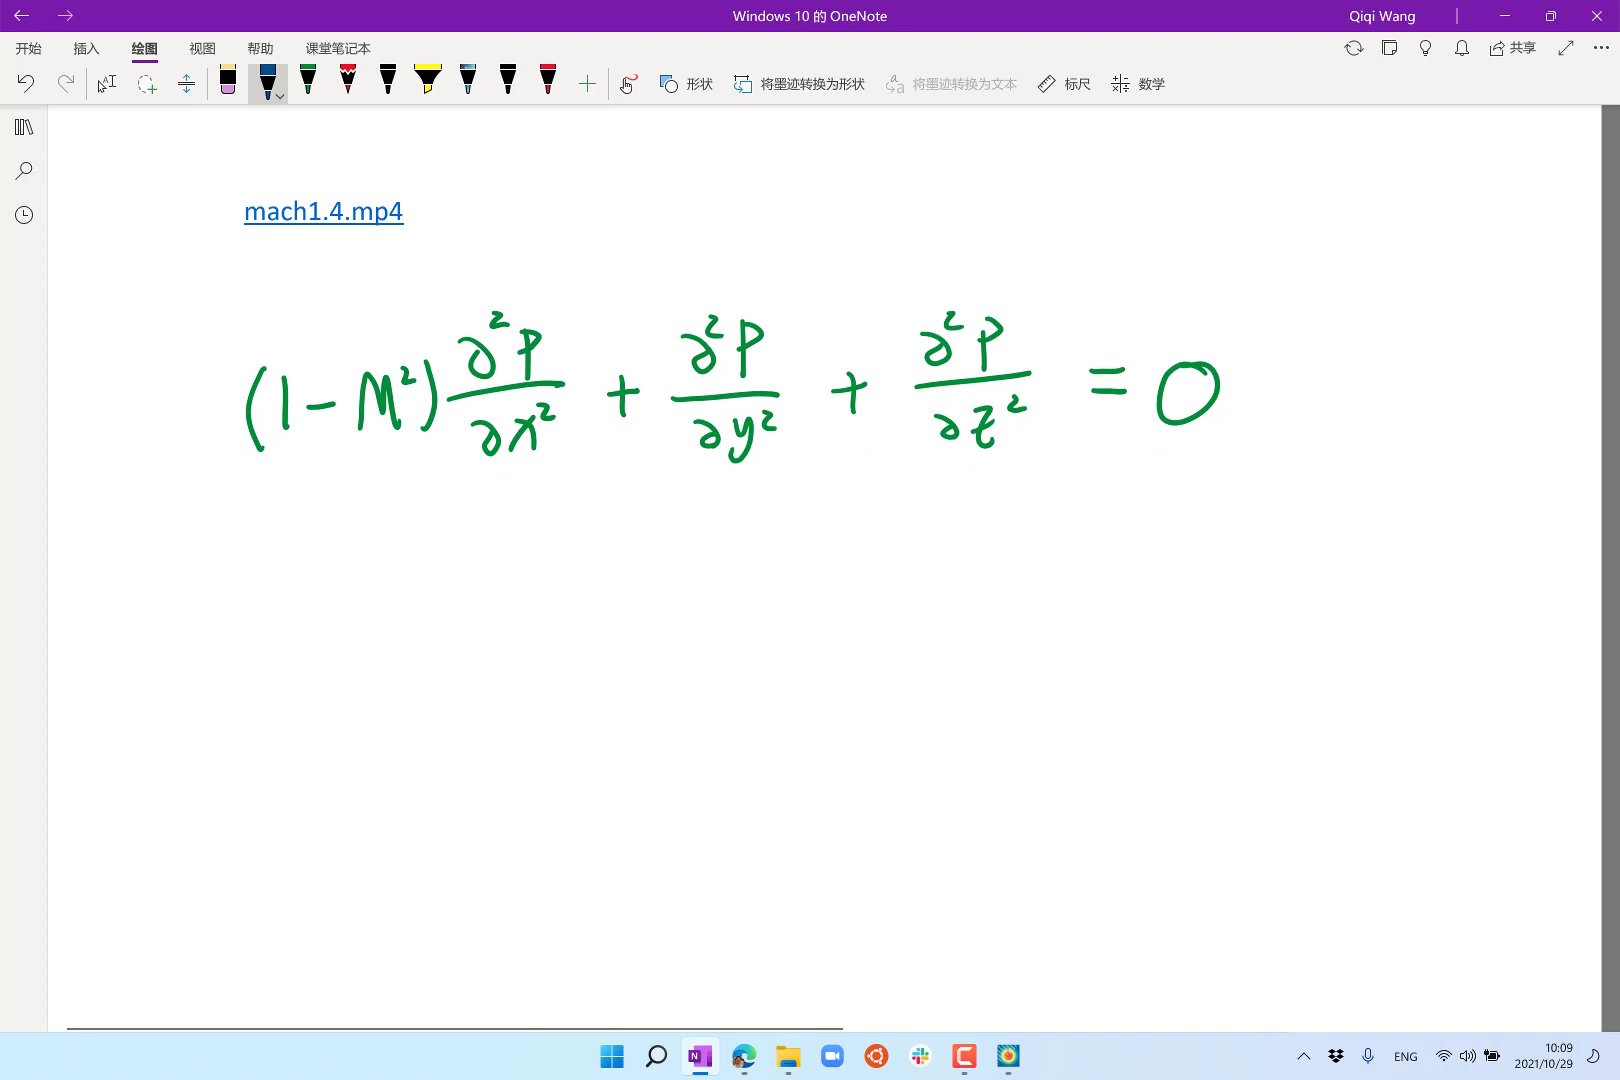 Windows 10 的 OneNote
Qiqi Wang
开始 插入 绘图 视图 帮助 课堂笔记本
共享
形状 将墨迹转换为形状 将墨迹转换为文本 标尺 数学
mach1.4.mp4
(1-M²) ∂²P/∂x² + ∂²P/∂y² + ∂²P/∂z² = 0
ENG
10:09
2021/10/29